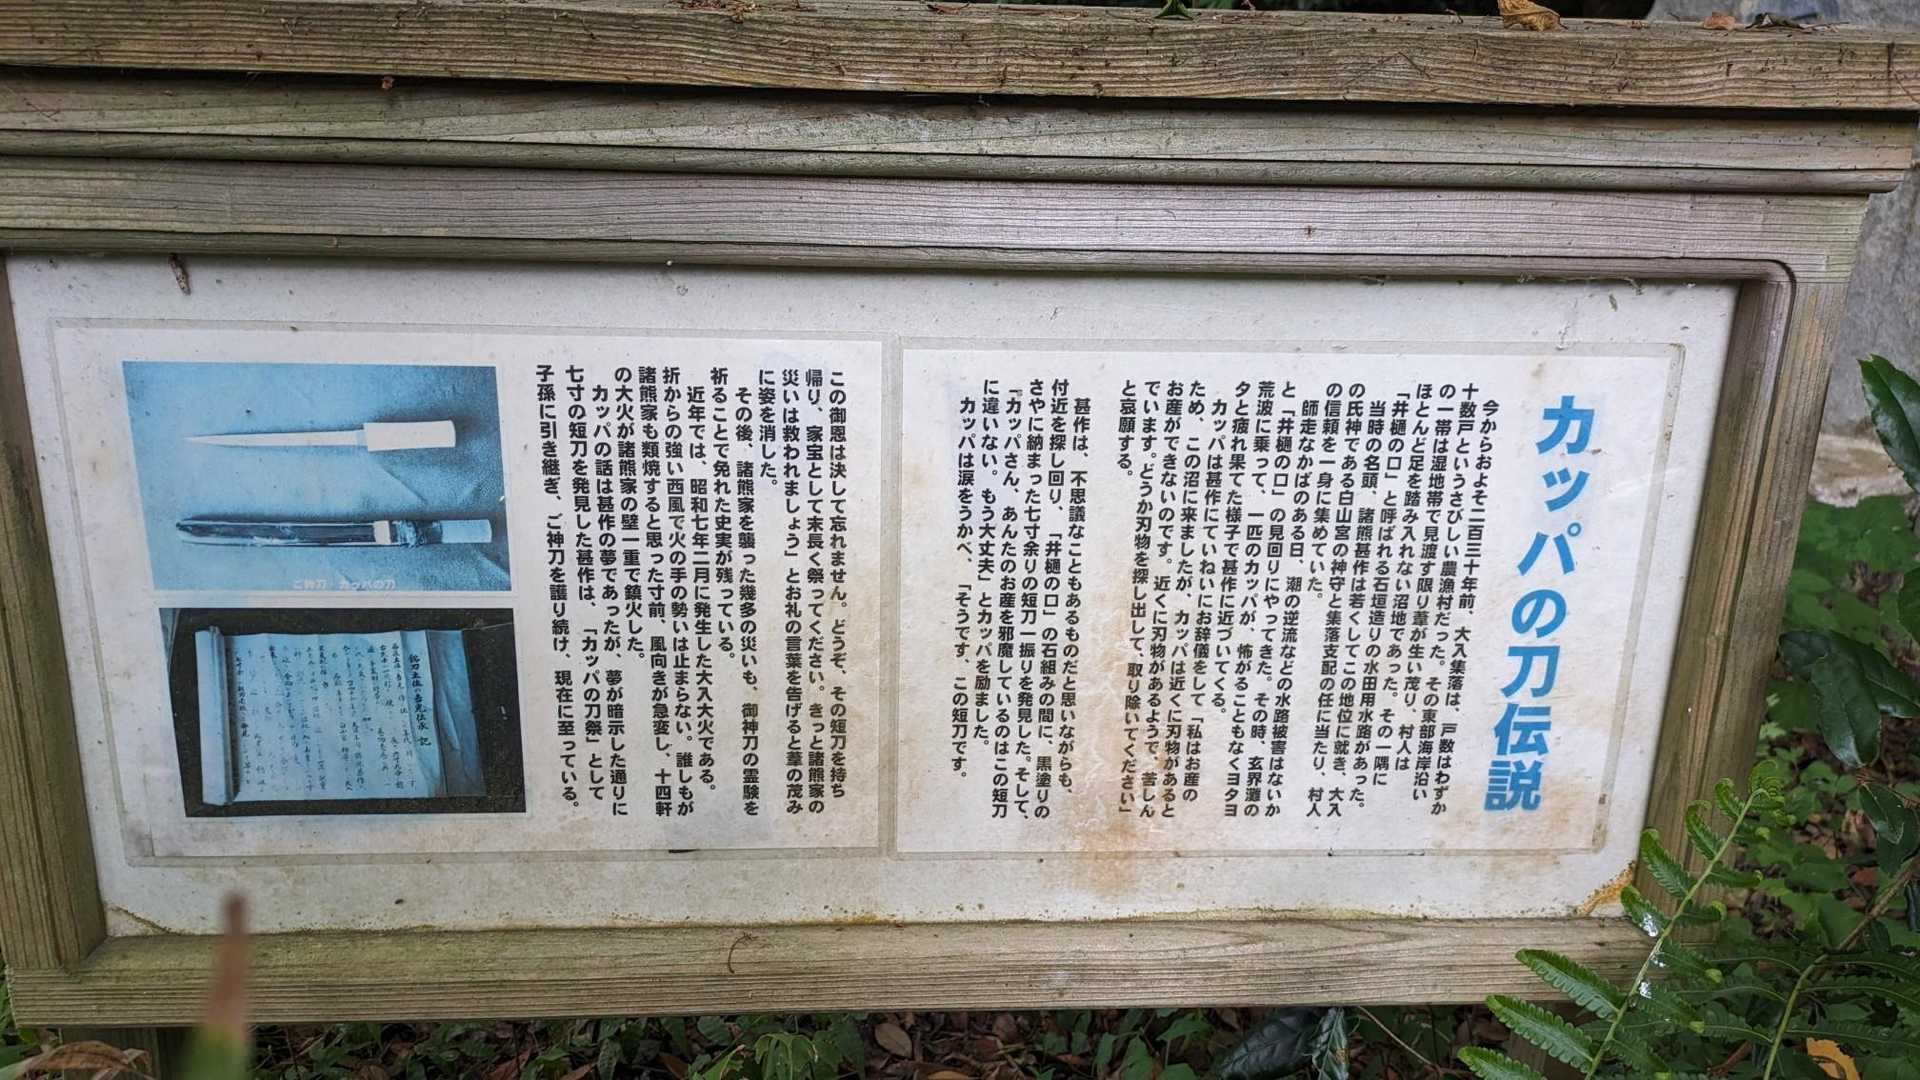 カッパの刀伝説
今からおよそ二百三十年前、大入集落は、戸数はわずか
十数戸というさびしい農漁村だった。その東部海岸沿い
の一帯は湿地帯で見渡す限り葦が生い茂り、村人は
ほとんど足を踏み入れない沼地であった。その一隅に
「井樋の口」と呼ばれる石垣造りの水田用水路があった。
当時の名頭、諸熊甚作は若くしてこの地位に就き、大入
の氏神である白山宮の神守と集落支配の任に当たり、村人
の信頼を一身に集めていた。
師走なかばのある日、潮の逆流などの水路被害はないか
と「井樋の口」の見回りにやってきた。その時、玄界灘の
荒波に乗って、一匹のカッパが、怖がることもなくヨタヨ
タと疲れ果てた様子で甚作に近づいてくる。
カッパは甚作にていねいにお辞儀をして「私はお産の
ため、この沼に来ましたが、カッパは近くに刃物があると
お産ができないのです。近くに刃物があるようで、苦しん
でいます。どうか刃物を探し出して、取り除いてください」
と哀願する。
甚作は、不思議なこともあるものだと思いながらも、
付近を探し回り、「井樋の口」の石組みの間に、黒塗りの
さやに納まった七寸余りの短刀一振りを発見した。そして、
『カッパさん、あんたのお産を邪魔しているのはこの短刀
に違いない。もう大丈夫」とカッパを励ました。
カッパは涙をうかべ、「そうです、この短刀です。
この御恩は決して忘れません。どうぞ、その短刀を持ち
帰り、家宝として末長く祭ってください。きっと諸熊家の
災いは救われましょう」とお礼の言葉を告げると葦の茂み
に姿を消した。
その後、諸熊家を襲った幾多の災いも、御神刀の霊験を
祈ることで免れた史実が残っている。
近年では、昭和七年二月に発生した大入大火である。
折からの強い西風で火の手の勢いは止まらない。誰しもが
諸熊家も類焼すると思った寸前、風向きが急変し、十四軒
の大火が諸熊家の壁一重で鎮火した。
カッパの話は甚作の夢であったが、夢が暗示した通りに
七寸の短刀を発見した甚作は、「カッパの刀祭」として
子孫に引き継ぎ、ご神刀を護り続け、現在に至っている。
ご神刀 カッパの刀